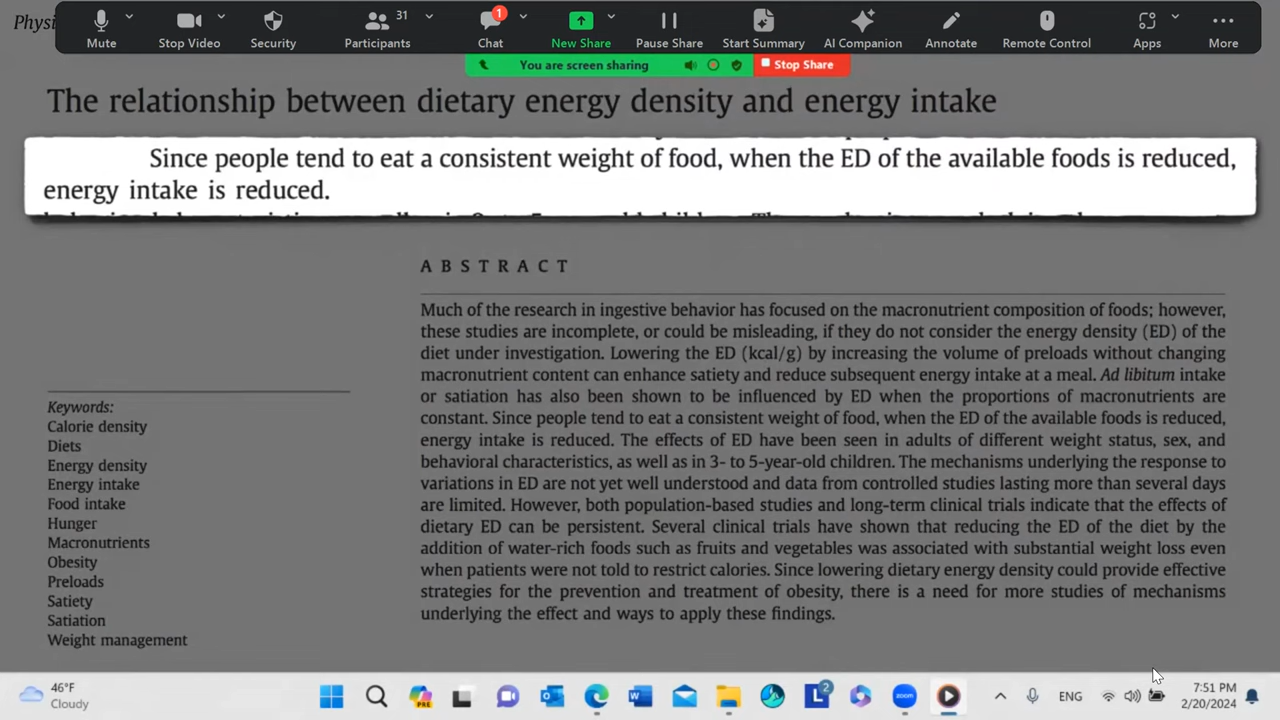 Physi
31
1
Mute
Stop Video
Security
Participants
Chat
New Share
Pause Share
Start Summary
AI Companion
Annotate
Remote Control
Apps
More
You are screen sharing
Stop Share
The relationship between dietary energy density and energy intake
Since people tend to eat a consistent weight of food, when the ED of the available foods is reduced,
energy intake is reduced.
ABSTRACT
Much of the research in ingestive behavior has focused on the macronutrient composition of foods; however,
these studies are incomplete, or could be misleading, if they do not consider the energy density (ED) of the
diet under investigation. Lowering the ED (kcal/g) by increasing the volume of preloads without changing
macronutrient content can enhance satiety and reduce subsequent energy intake at a meal. Ad libitum intake
or satiation has also been shown to be influenced by ED when the proportions of macronutrients are
constant. Since people tend to eat a consistent weight of food, when the ED of the available foods is reduced,
energy intake is reduced. The effects of ED have been seen in adults of different weight status, sex, and
behavioral characteristics, as well as in 3- to 5-year-old children. The mechanisms underlying the response to
variations in ED are not yet well understood and data from controlled studies lasting more than several days
are limited. However, both population-based studies and long-term clinical trials indicate that the effects of
dietary ED can be persistent. Several clinical trials have shown that reducing the ED of the diet by the
addition of water-rich foods such as fruits and vegetables was associated with substantial weight loss even
when patients were not told to restrict calories. Since lowering dietary energy density could provide effective
strategies for the prevention and treatment of obesity, there is a need for more studies of mechanisms
underlying the effect and ways to apply these findings.
Keywords:
Calorie density
Diets
Energy density
Energy intake
Food intake
Hunger
Macronutrients
Obesity
Preloads
Satiety
Satiation
Weight management
46°F
Cloudy
PRE
L
2
zoom
ENG
7:51 PM
2/20/2024